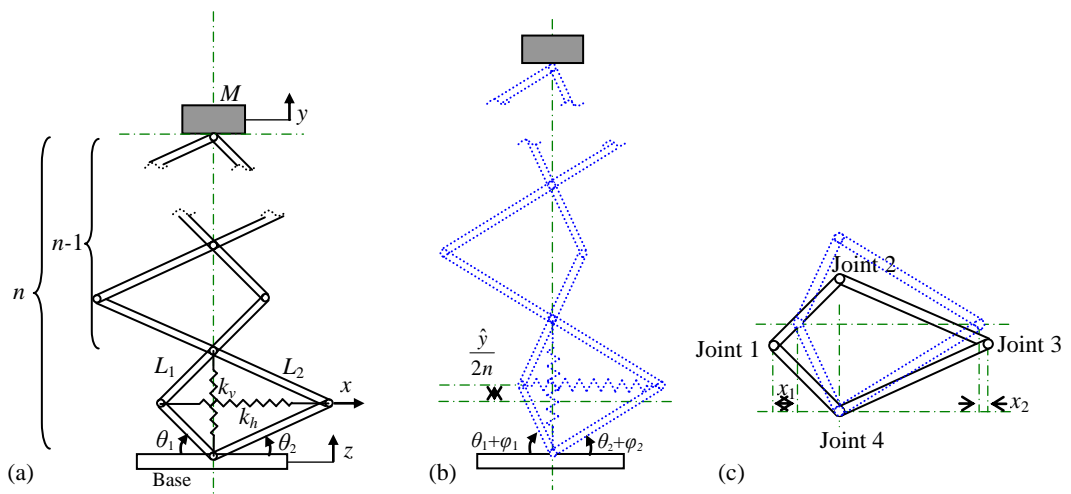 M
y
n
n-1
L₁
L₂
kᵥ
kₕ
x
θ₁
θ₂
z
Base
(a)
ŷ
2n
θ₁+φ₁
θ₂+φ₂
(b)
Joint 2
Joint 1
Joint 3
x₁
x₂
Joint 4
(c)